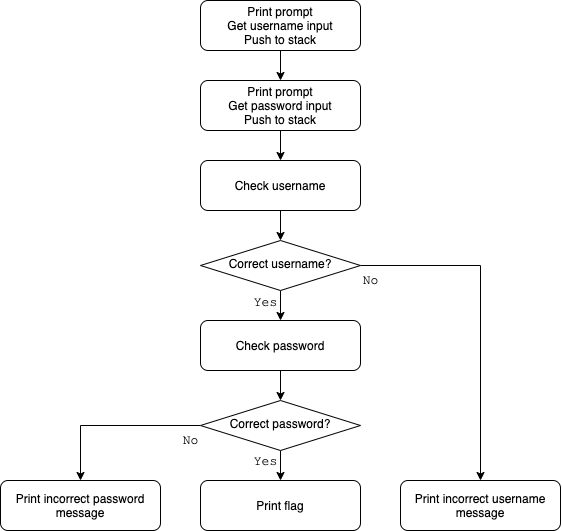 Print prompt
Get username input
Push to stack
Print prompt
Get password input
Push to stack
Check username
Correct username?
No
Yes
Check password
Correct password?
No
Yes
Print incorrect password
message
Print flag
Print incorrect username
message